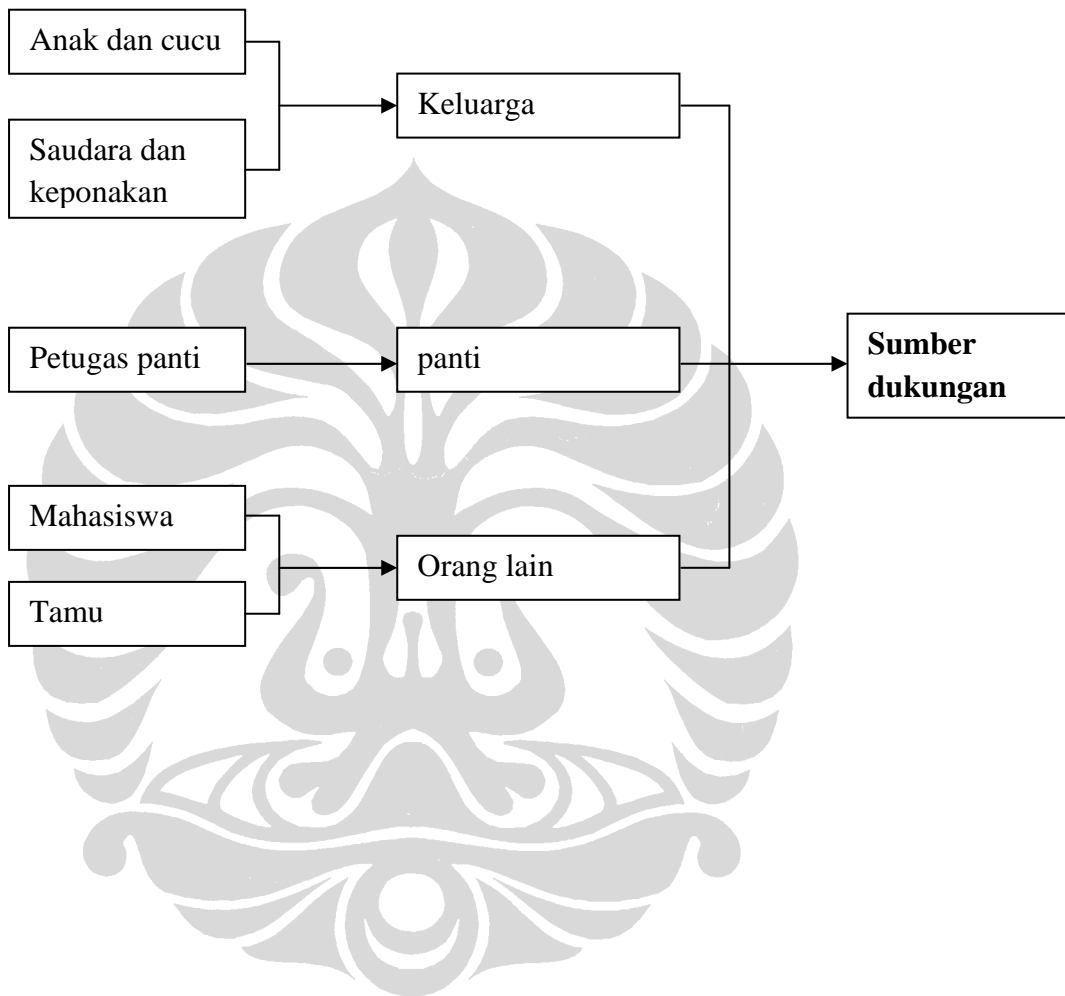 Anak dan cucu
Saudara dan
keponakan
Keluarga
Petugas panti
panti
Sumber
dukungan
Mahasiswa
Tamu
Orang lain